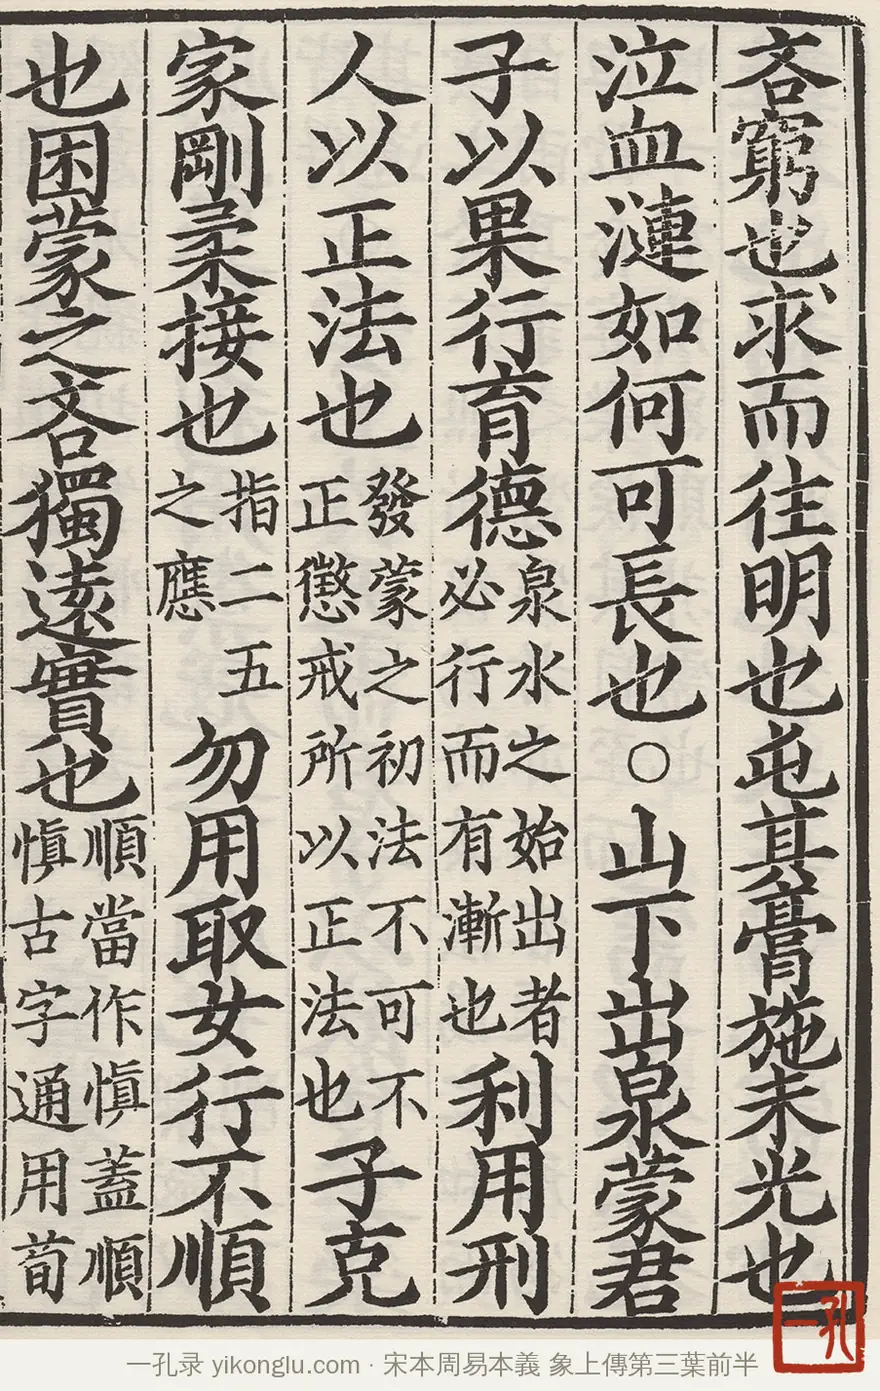 吝窮也求而往明也屯其膏施未光也
泣血漣如何可長也○山下出泉蒙君
子以果行育德泉水之始出者必行而有漸也利用刑
人以正法也發蒙之初法不可不正懲戒所以正法也子克
家剛柔接也指二五之應勿用取女行不順
也困蒙之吝獨遠實也順當作慎蓋順慎古字通用荀
一孔
一孔录 yikonglu.com · 宋本周易本義 象上傳第三葉前半